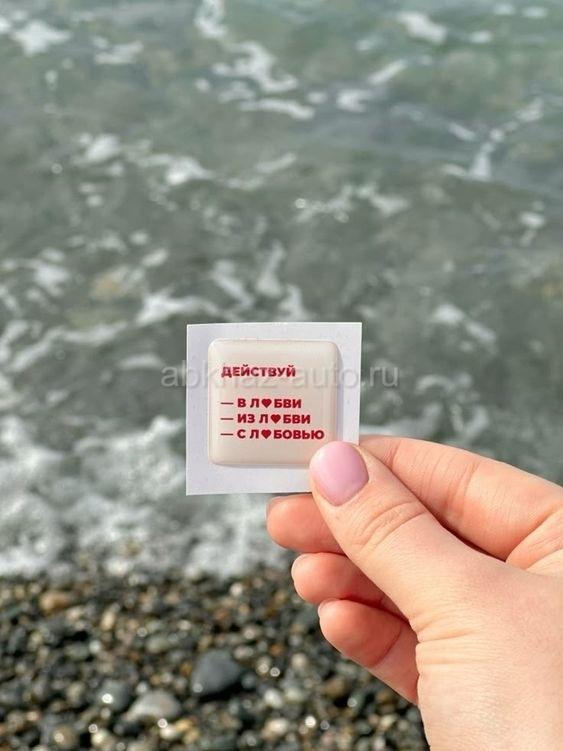 ДЕЙСТВУЙ
— В Л♥БВИ
— ИЗ Л♥БВИ
— С Л♥БОВЬЮ
abkhaz-auto.ru